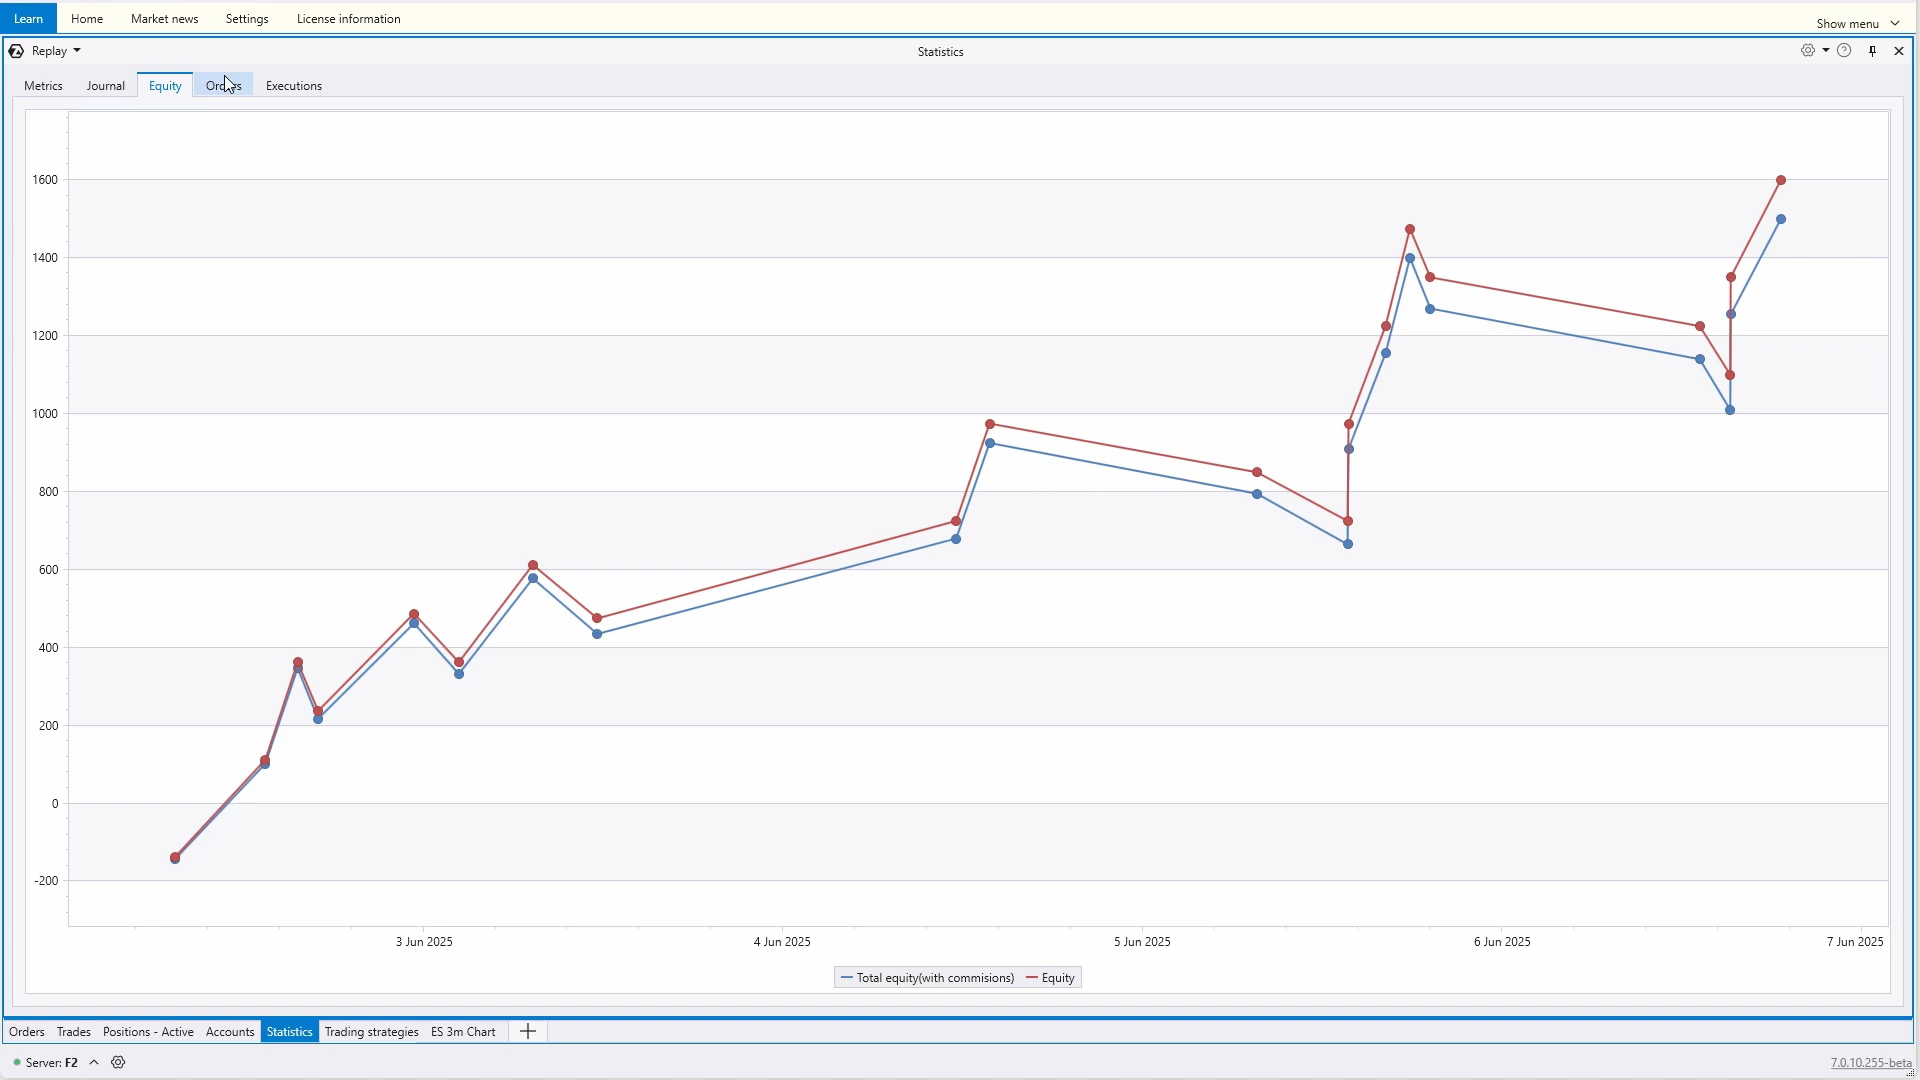 Learn Home Market news Settings License information Show menu
Replay Statistics
Metrics Journal Equity Orders Executions
1600
1400
1200
1000
800
600
400
200
0
-200
3 Jun 2025 4 Jun 2025 5 Jun 2025 6 Jun 2025 7 Jun 2025
Total equity(with commisions) Equity
Orders Trades Positions - Active Accounts Statistics Trading strategies ES 3m Chart
Server: F2 7.0.10.255-beta